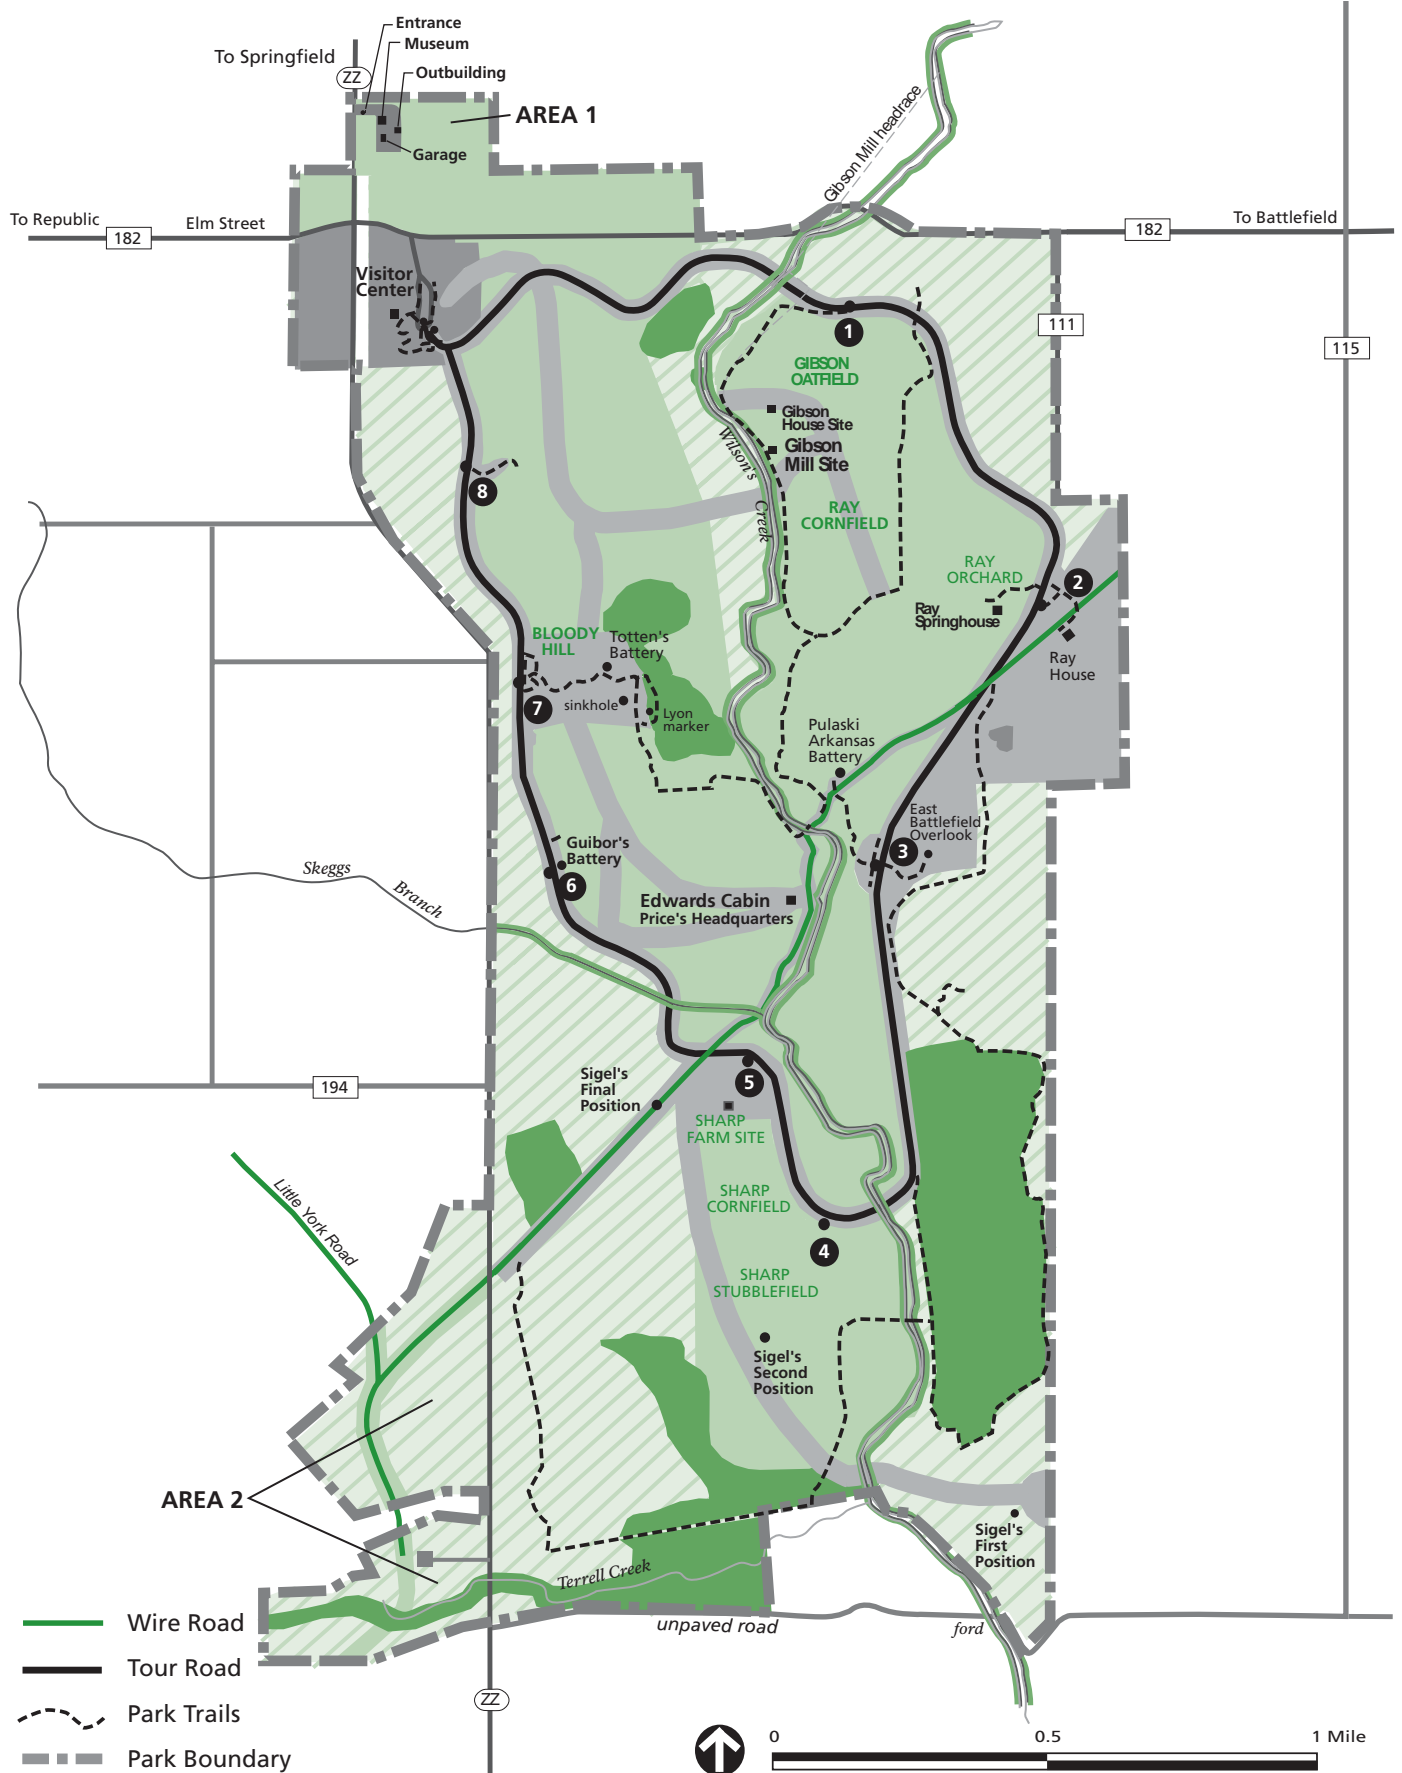 Entrance
Museum
To Springfield
ZZ
Outbuilding
AREA 1
Garage
Gibson Mill headrace
To Republic
Elm Street
182
182
To Battlefield
Visitor
Center
111
115
1
GIBSON
OATFIELD
Gibson
House Site
Gibson
Mill Site
Wilson's
Creek
8
RAY
CORNFIELD
RAY
ORCHARD
2
Ray
Springhouse
Ray
House
BLOODY
HILL
Totten's
Battery
7
sinkhole
Lyon
marker
Pulaski
Arkansas
Battery
East
Battlefield
Overlook
3
Guibor's
Battery
6
Skeggs
Branch
Edwards Cabin
Price's Headquarters
Sigel's
Final
Position
5
194
SHARP
FARM SITE
Little York Road
SHARP
CORNFIELD
4
SHARP
STUBBLEFIELD
Sigel's
Second
Position
AREA 2
Sigel's
First
Position
Terrell Creek
unpaved road
ford
Wire Road
Tour Road
Park Trails
Park Boundary
ZZ
0
0.5
1 Mile